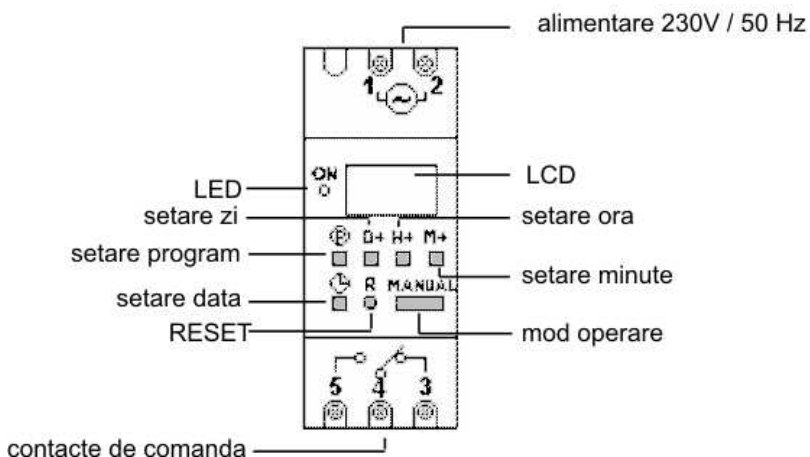 alimentare 230V / 50 Hz
1 2
ON
LED
LCD
setare zi
setare ora
P D+ H+ M+
setare program
setare minute
setare data
R MANUAL
RESET
mod operare
5 4 3
contacte de comanda